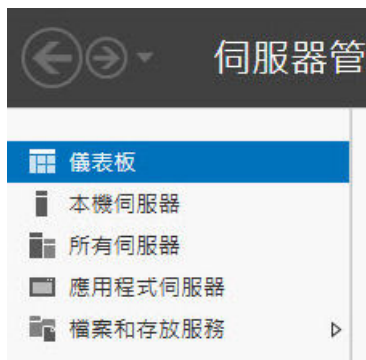 伺服器管
儀表板
本機伺服器
所有伺服器
應用程式伺服器
檔案和存放服務